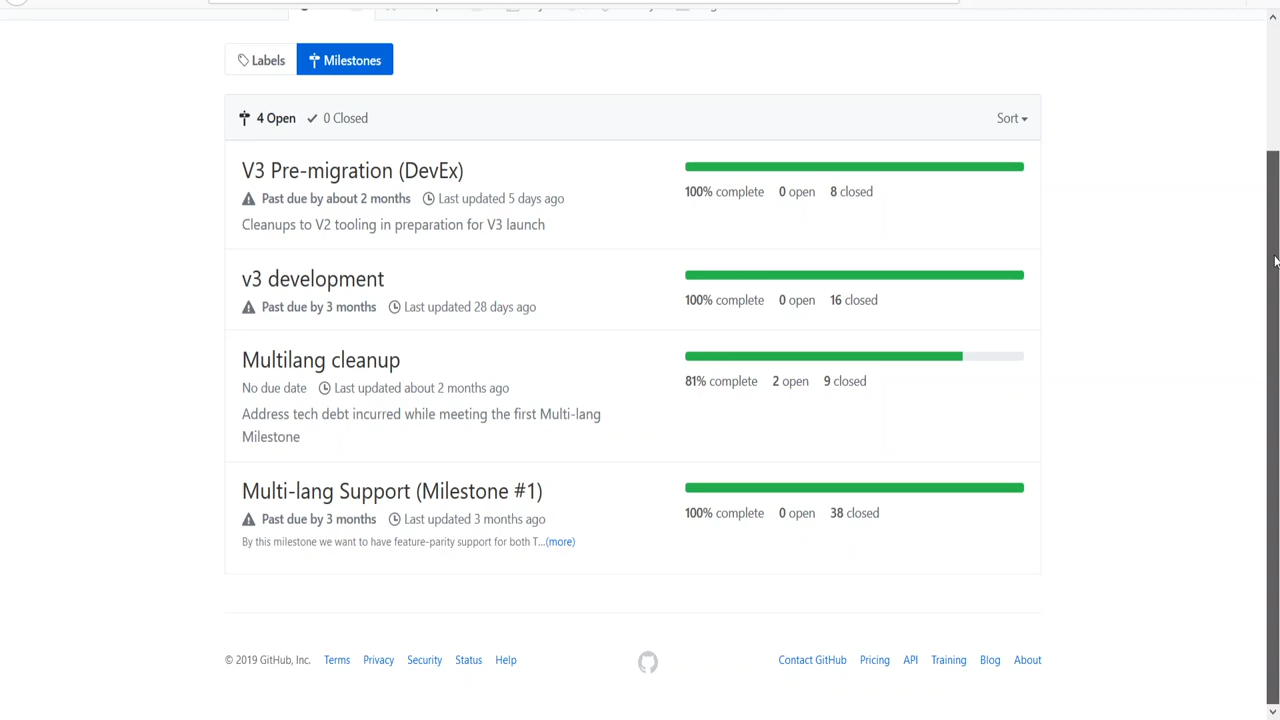 Labels Milestones
4 Open 0 Closed Sort
V3 Pre-migration (DevEx)
Past due by about 2 months Last updated 5 days ago
Cleanups to V2 tooling in preparation for V3 launch
100% complete 0 open 8 closed
v3 development
Past due by 3 months Last updated 28 days ago
100% complete 0 open 16 closed
Multilang cleanup
No due date Last updated about 2 months ago
Address tech debt incurred while meeting the first Multi-lang
Milestone
81% complete 2 open 9 closed
Multi-lang Support (Milestone #1)
Past due by 3 months Last updated 3 months ago
By this milestone we want to have feature-parity support for both T...(more)
100% complete 0 open 38 closed
© 2019 GitHub, Inc. Terms Privacy Security Status Help Contact GitHub Pricing API Training Blog About